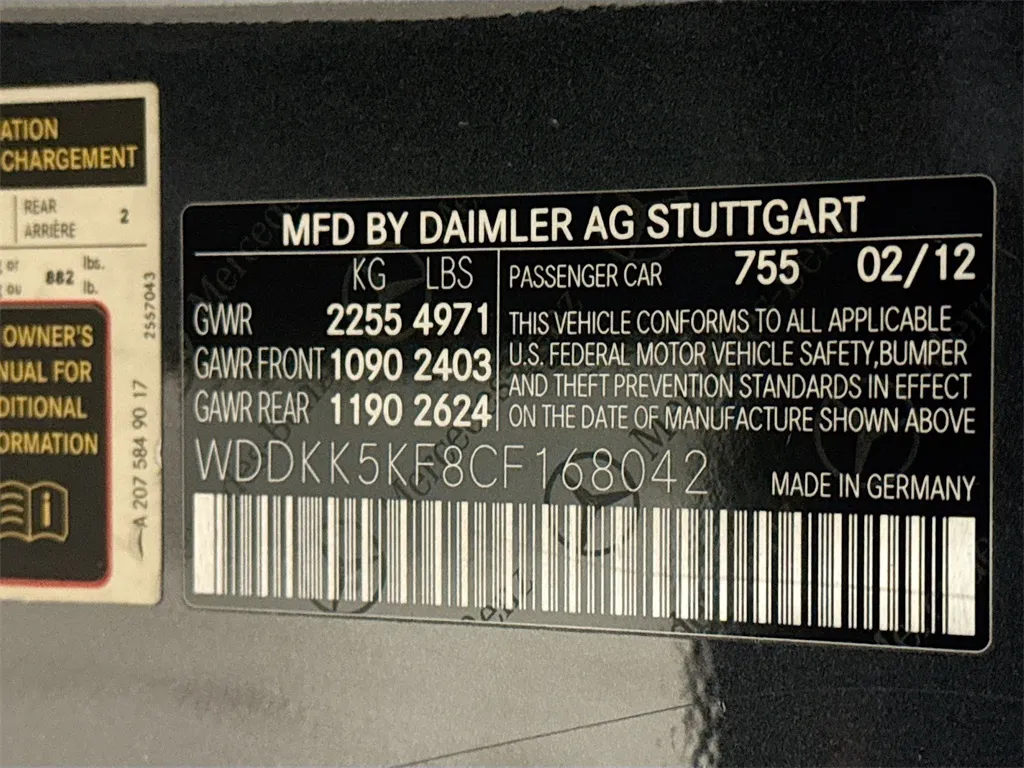 ATION
CHARGEMENT
REAR
ARRIÈRE
2
or
ou
882
lbs.
lb.
2557043
OWNER'S
NUAL FOR
DITIONAL
ORMATION
A 207 584 90 17
MFD BY DAIMLER AG STUTTGART
KG LBS
GVWR 2255 4971
GAWR FRONT 1090 2403
GAWR REAR 1190 2624
PASSENGER CAR 755 02/12
THIS VEHICLE CONFORMS TO ALL APPLICABLE
U.S. FEDERAL MOTOR VEHICLE SAFETY,BUMPER
AND THEFT PREVENTION STANDARDS IN EFFECT
ON THE DATE OF MANUFACTURE SHOWN ABOVE
WDDKK5KF8CF168042
MADE IN GERMANY